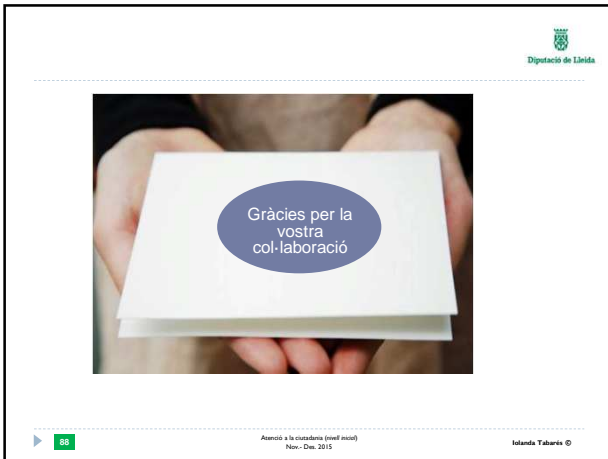 Diputació de Lleida
Gràcies per la
vostra
col·laboració
88
Atenció a la ciutadania (nivell inicial)
Nov.- Des. 2015
Iolanda Tabarés ©